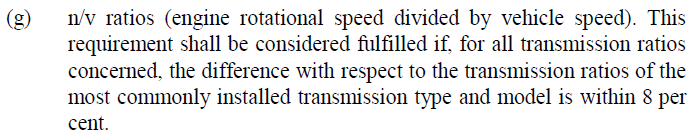 (g) n/v ratios (engine rotational speed divided by vehicle speed). This
requirement shall be considered fulfilled if, for all transmission ratios
concerned, the difference with respect to the transmission ratios of the
most commonly installed transmission type and model is within 8 per
cent.